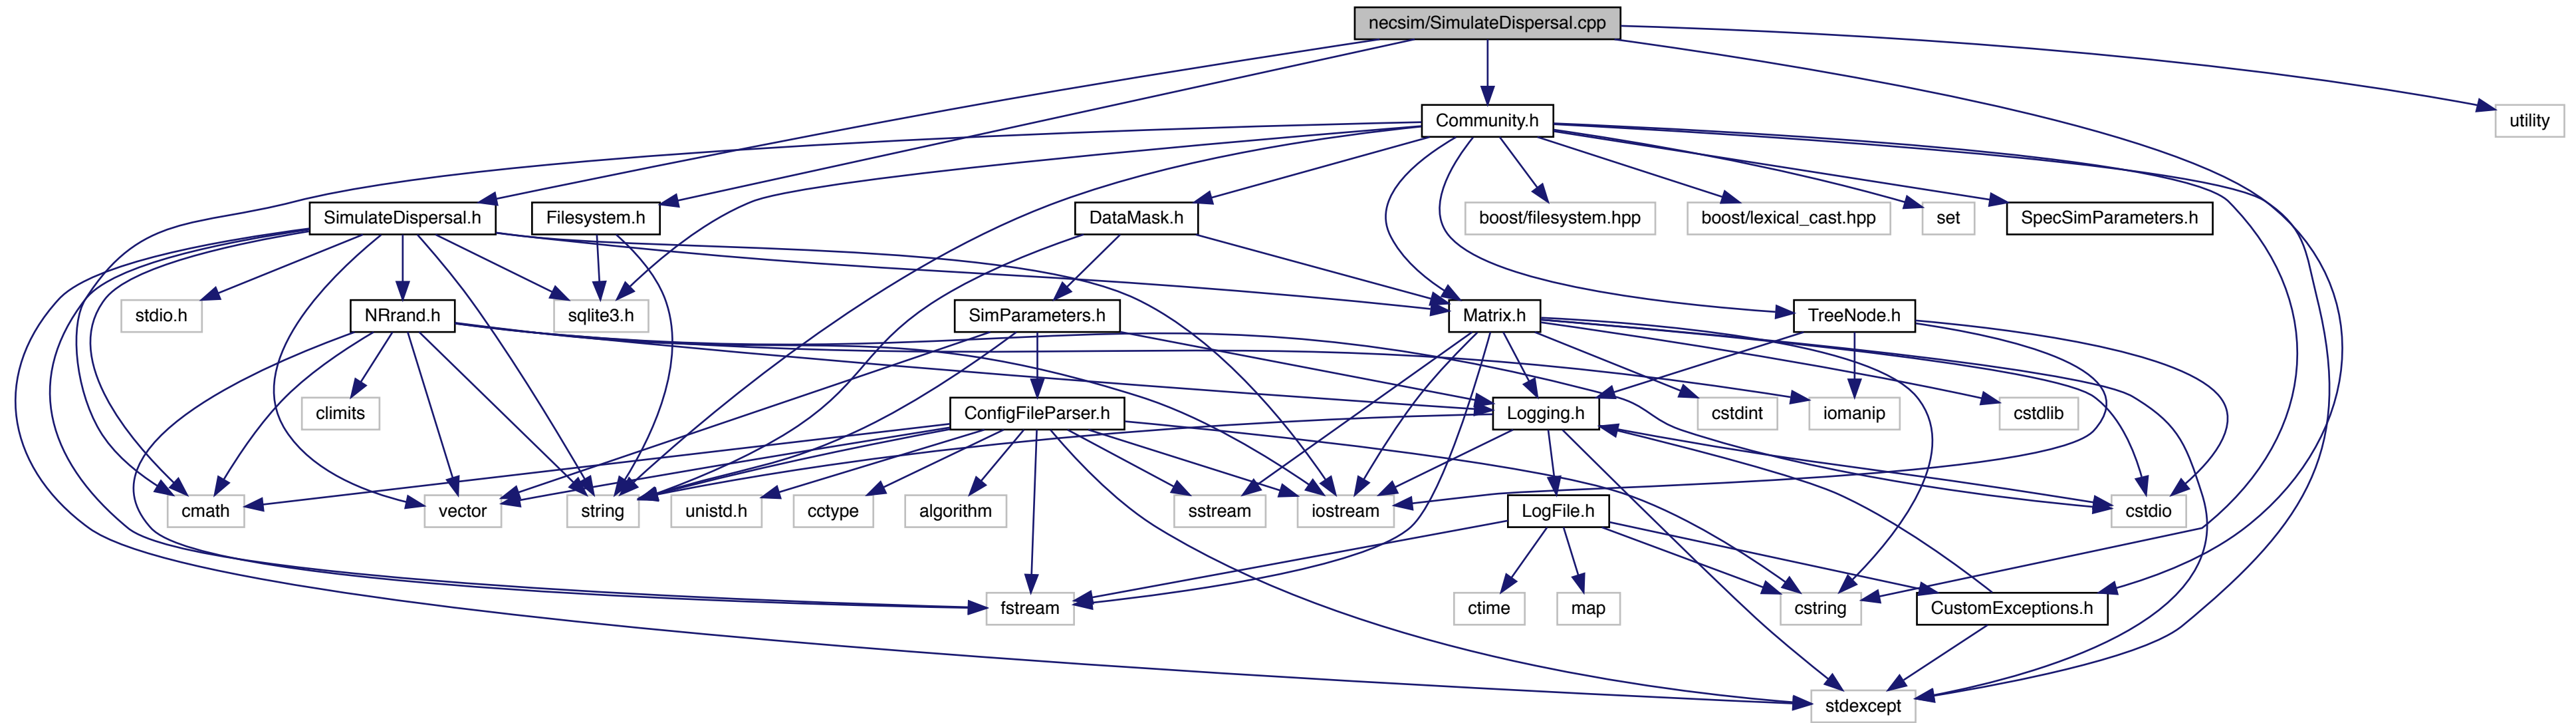 necsim/SimulateDispersal.cpp
Community.h
utility
SimulateDispersal.h
Filesystem.h
DataMask.h
boost/filesystem.hpp
boost/lexical_cast.hpp
set
SpecSimParameters.h
stdio.h
NRrand.h
sqlite3.h
SimParameters.h
Matrix.h
TreeNode.h
climits
ConfigFileParser.h
Logging.h
cstdint
iomanip
cstdlib
cmath
vector
string
unistd.h
cctype
algorithm
sstream
iostream
LogFile.h
cstdio
fstream
ctime
map
cstring
CustomExceptions.h
stdexcept